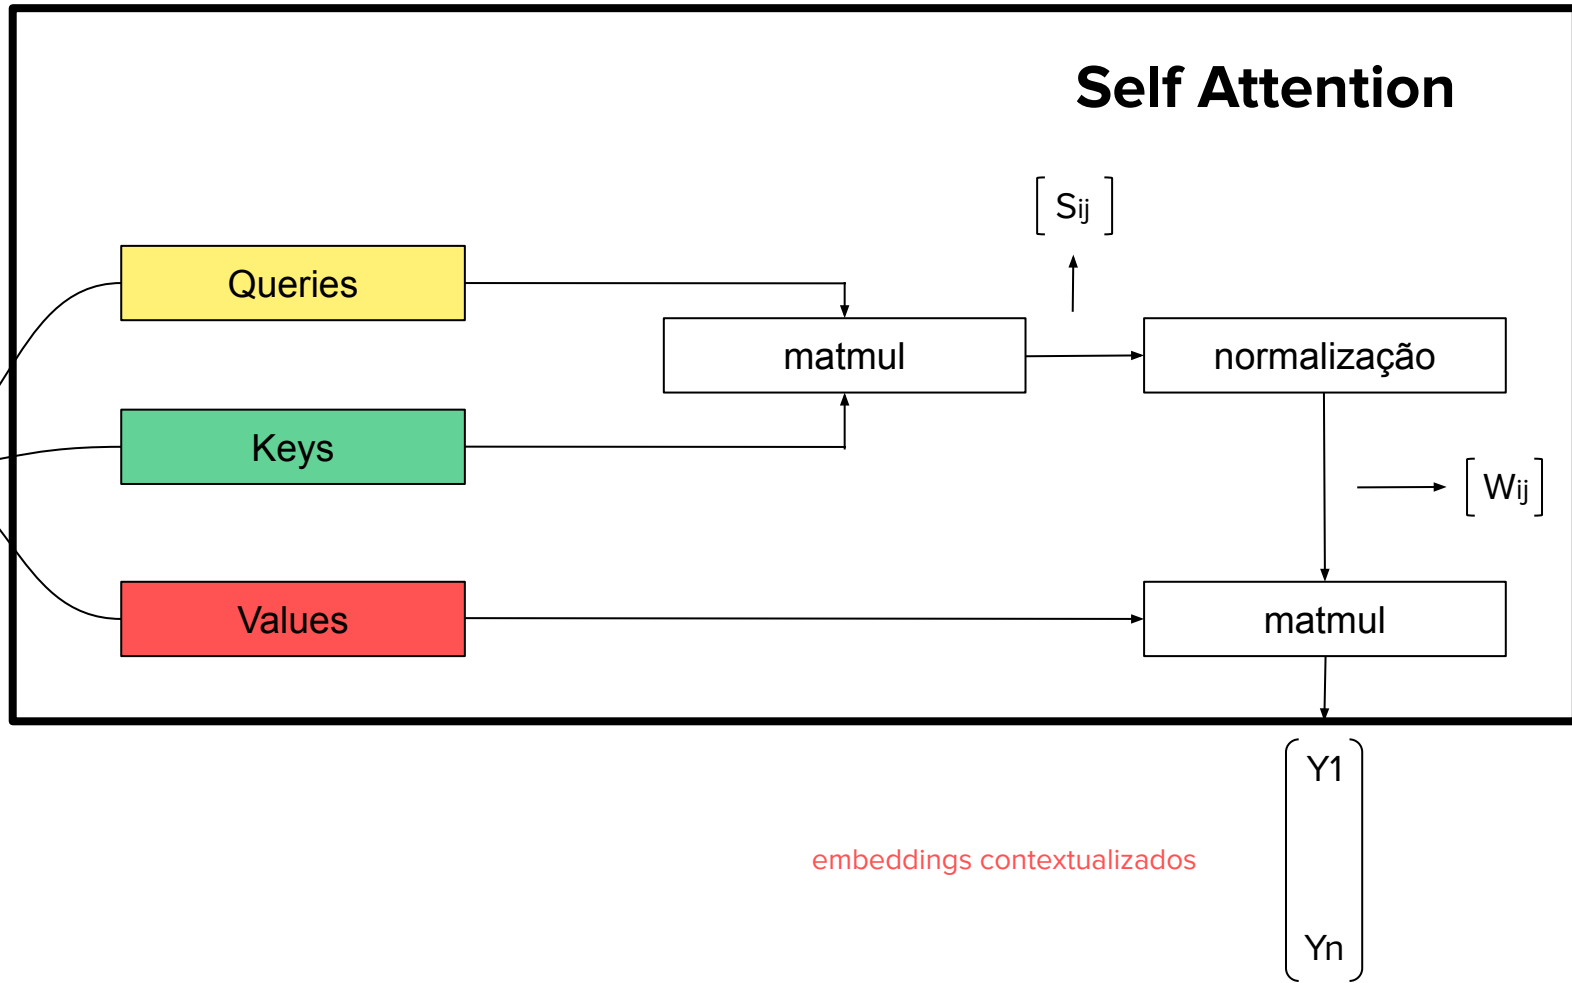 Self Attention
Sij
Queries
matmul
normalização
Keys
Wij
Values
matmul
Y1
embeddings contextualizados
Yn